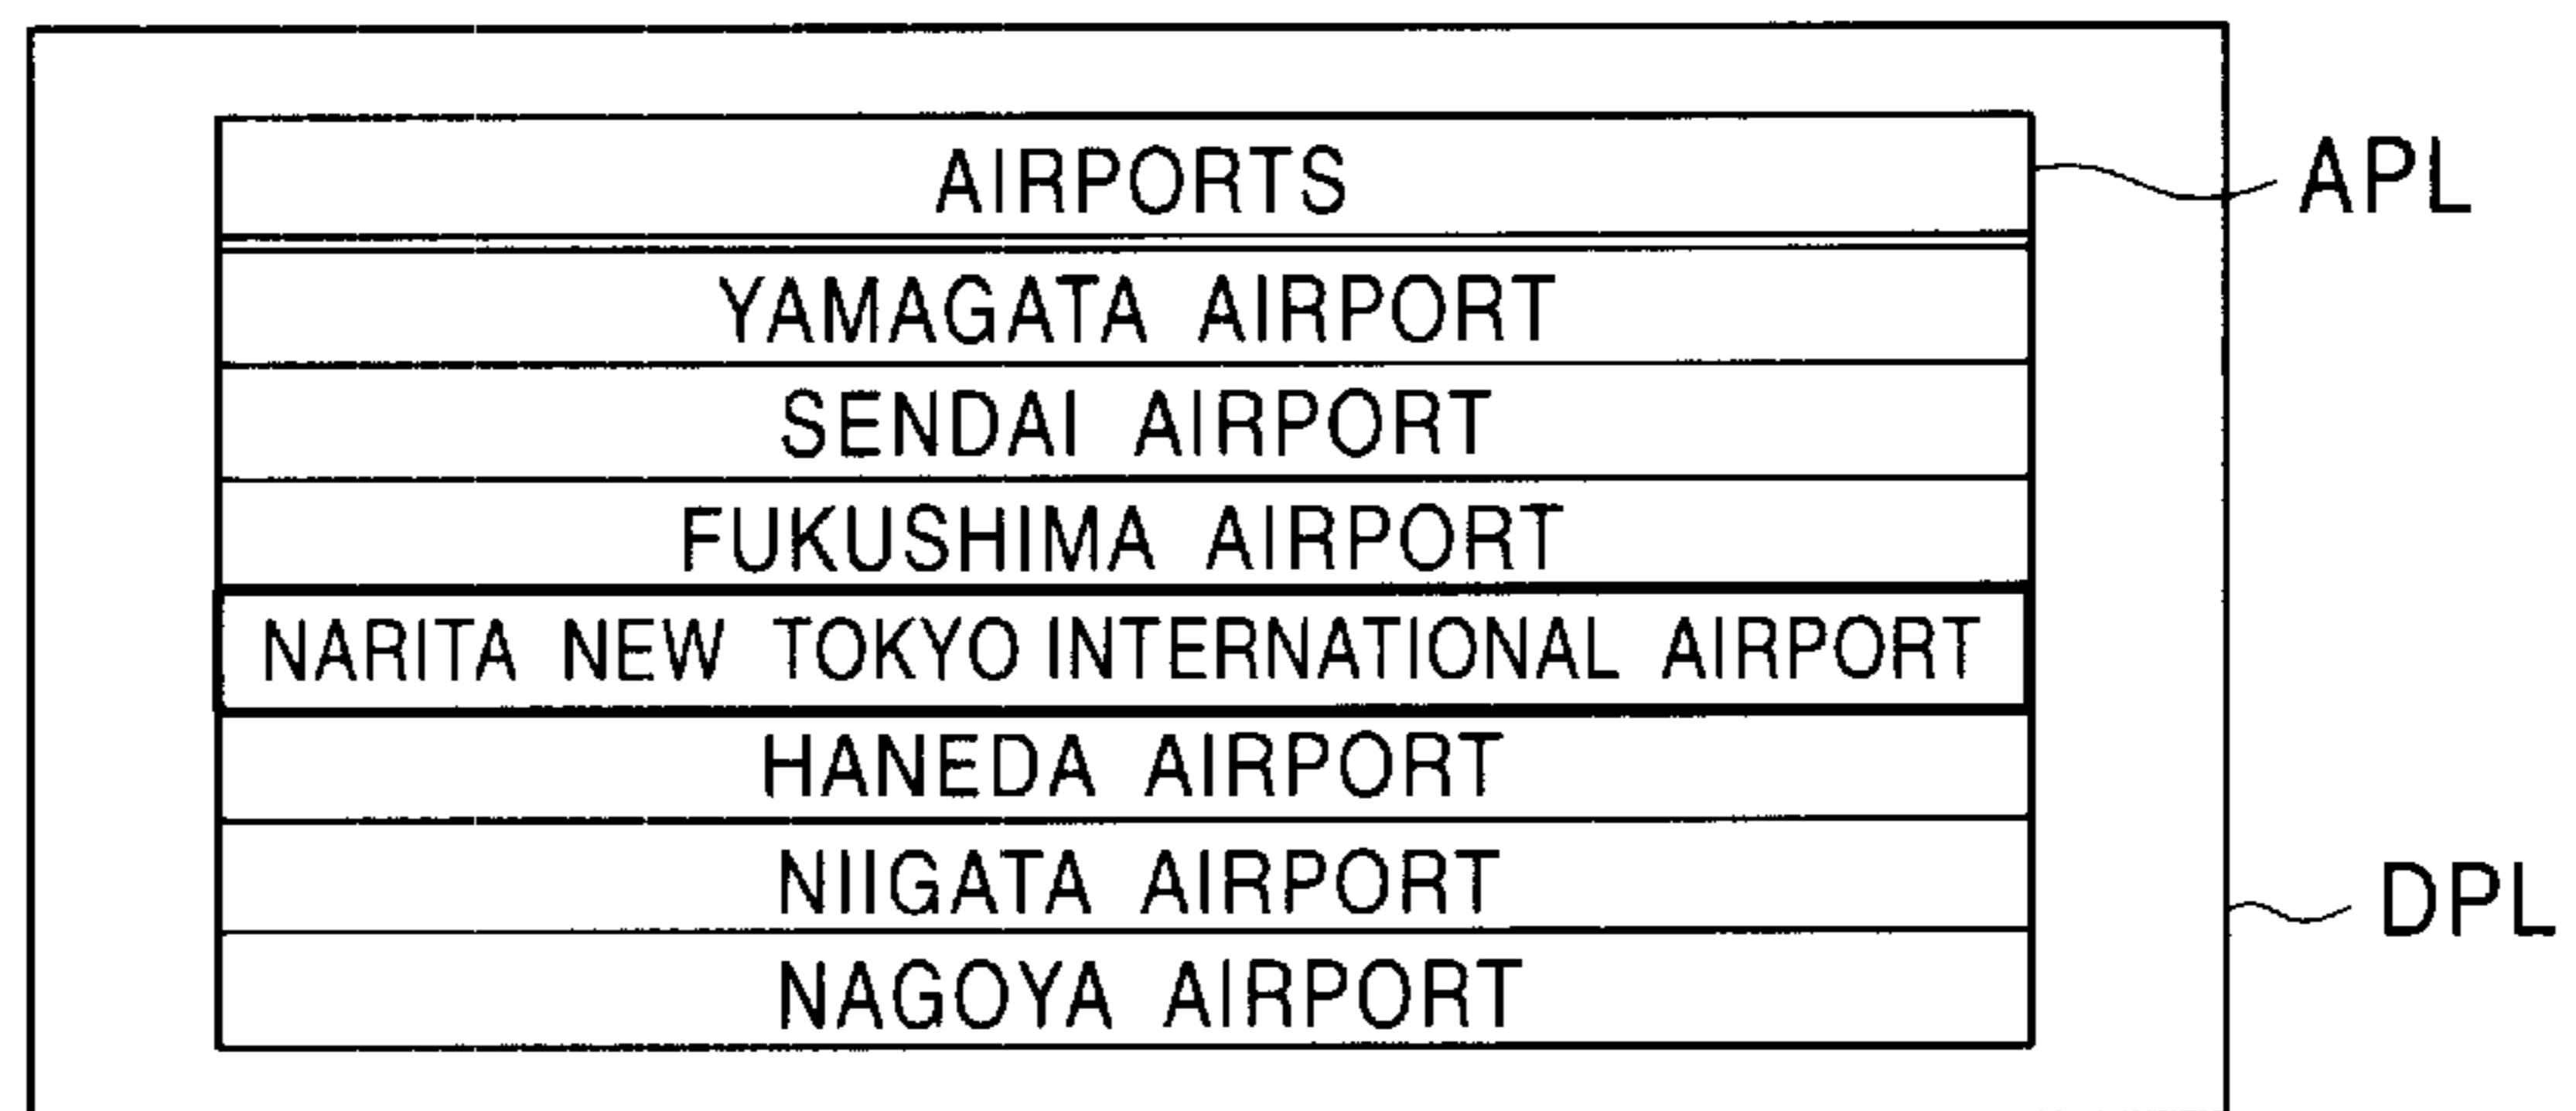 AIRPORTS
APL
YAMAGATA AIRPORT
SENDAI AIRPORT
FUKUSHIMA AIRPORT
NARITA NEW TOKYO INTERNATIONAL AIRPORT
HANEDA AIRPORT
NIIGATA AIRPORT
DPL
NAGOYA AIRPORT